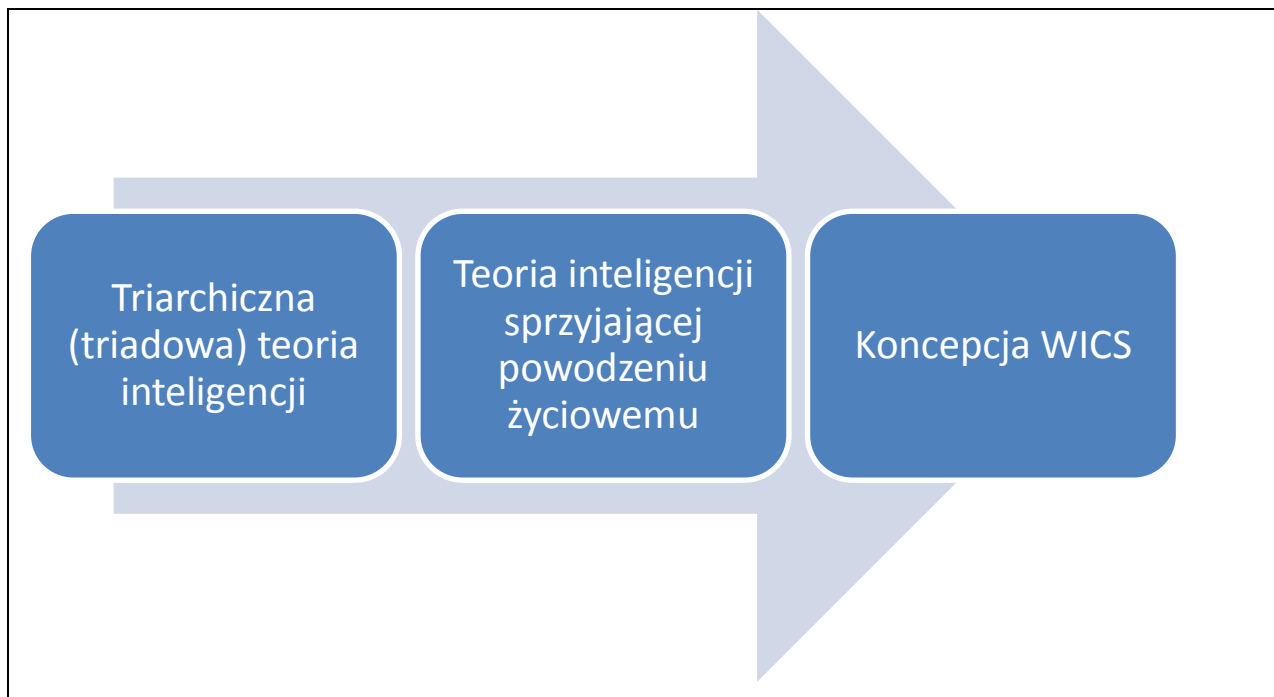 Triarchiczna
(triadowa) teoria
inteligencji
Teoria inteligencji
sprzyjającej
powodzeniu
życiowemu
Koncepcja WICS